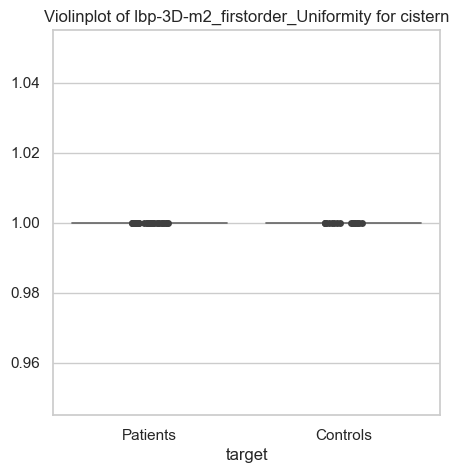 Violinplot of lbp-3D-m2_firstorder_Uniformity for cistern
1.04
1.02
1.00
0.98
0.96
Patients Controls
target